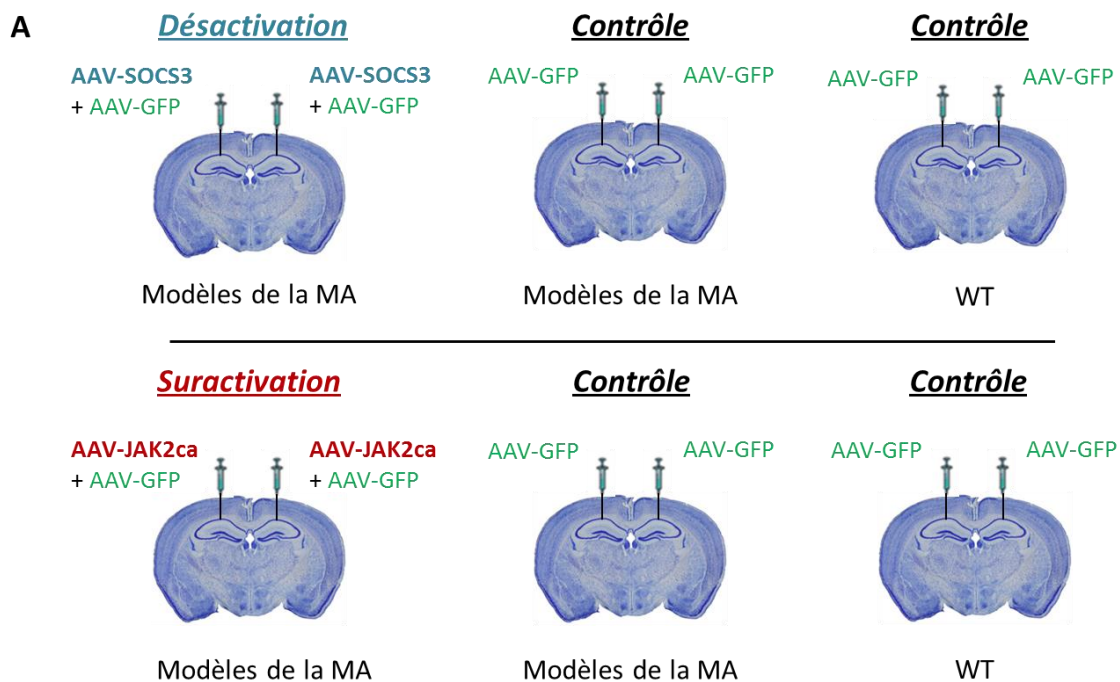 A
Désactivation
Contrôle
Contrôle
AAV-SOCS3
+ AAV-GFP
AAV-SOCS3
+ AAV-GFP
AAV-GFP
AAV-GFP
AAV-GFP
AAV-GFP
Modèles de la MA
Modèles de la MA
WT
Suractivation
Contrôle
Contrôle
AAV-JAK2ca
+ AAV-GFP
AAV-JAK2ca
+ AAV-GFP
AAV-GFP
AAV-GFP
AAV-GFP
AAV-GFP
Modèles de la MA
Modèles de la MA
WT